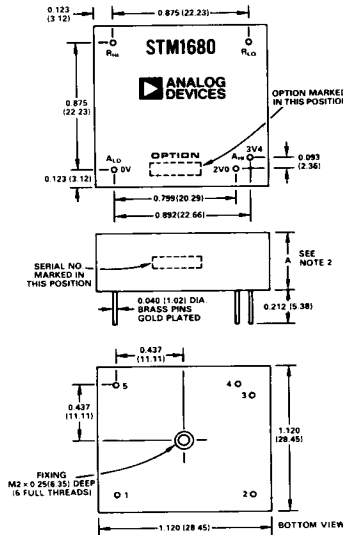 0.123
(3.12)
0.875 (22.23)
RHI
STM1680
RLO
ANALOG
DEVICES
OPTION MARKED
IN THIS POSITION
0.875
(22.23)
ALO
0V
OPTION
AHI
3V4
2V0
0.093
(2.36)
0.123 (3.12)
0.799(20.29)
0.892(22.66)
SERIAL NO
MARKED IN
THIS POSITION
A
SEE
NOTE 2
0.040 (1.02) DIA.
BRASS PINS
GOLD PLATED
0.212 (5.38)
0.437
(11.11)
5
4
3
0.437
(11.11)
1.120
(28.45)
FIXING
M2 × 0.25(6.35) DEEP
(6 FULL THREADS)
1
2
1.120 (28.45)
BOTTOM VIEW